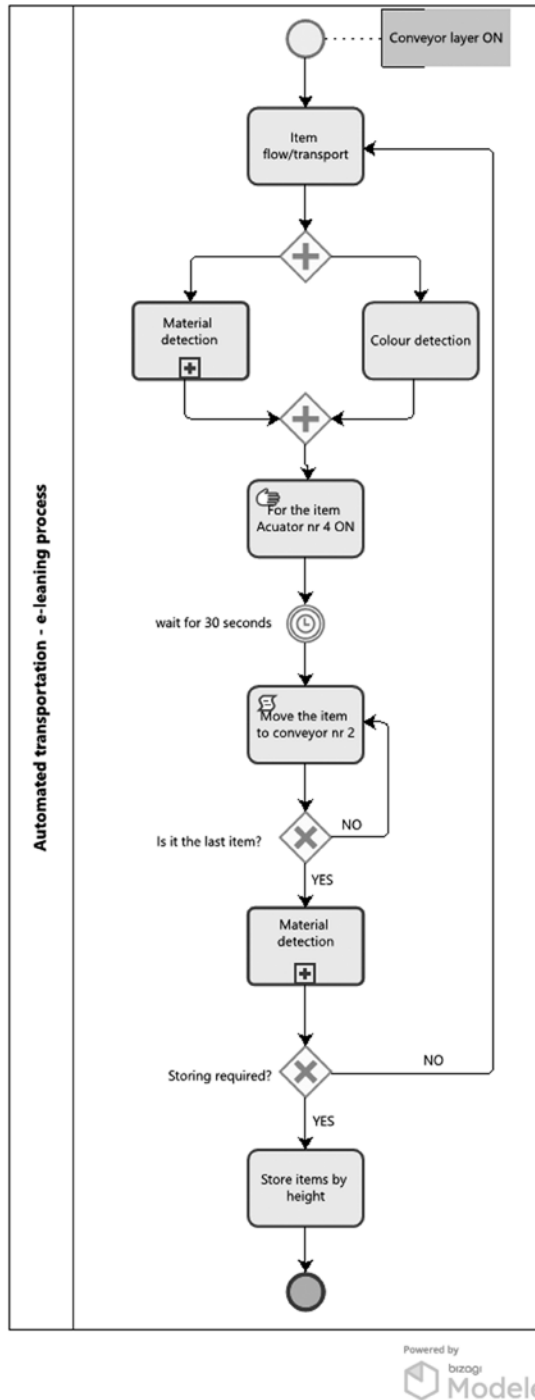 Conveyor layer ON
Item
flow/transport
Material
detection
Colour detection
For the item
Acuator nr 4 ON
wait for 30 seconds
Move the item
to conveyor nr 2
NO
Is it the last item?
YES
Material
detection
NO
Storing required?
YES
Store items by
height
Automated transportation - e-leaning process
Powered by
bizagi
Modele